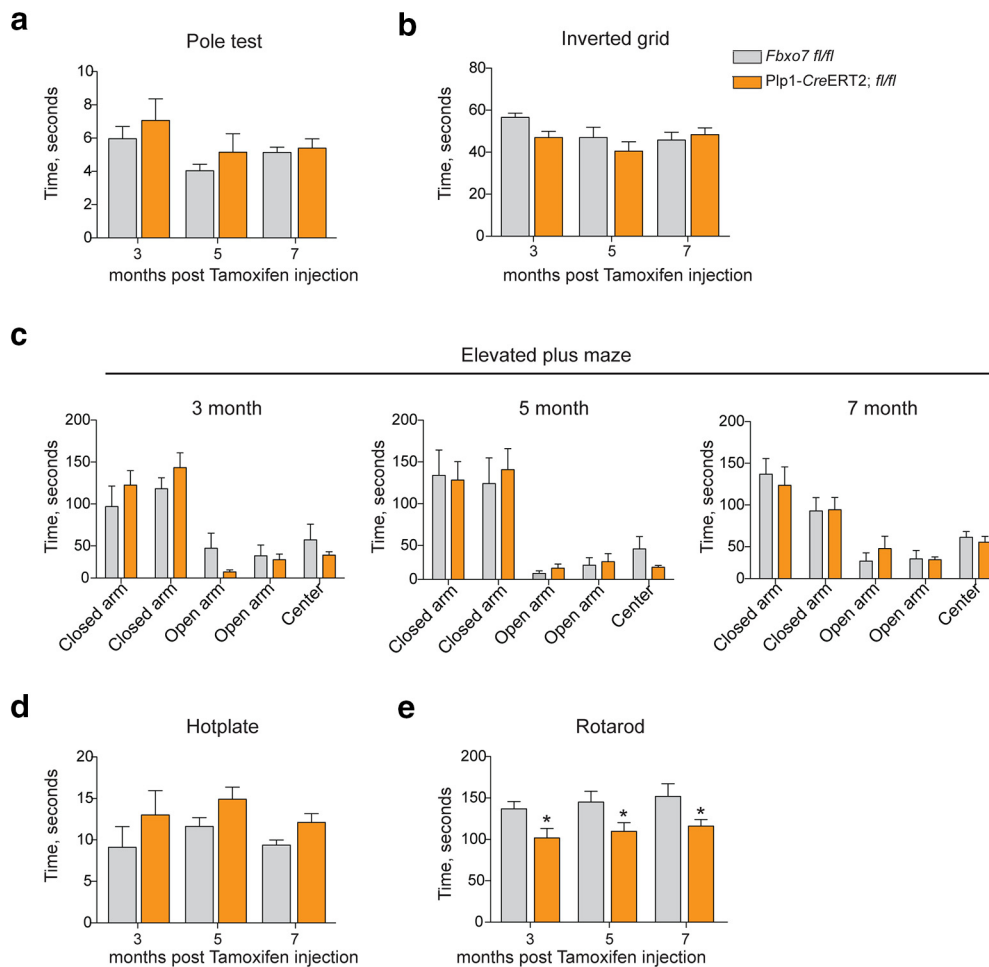 a
Pole test
Time, seconds
10
8
6
4
2
0
3 5 7
months post Tamoxifen injection
b
Inverted grid
Time, seconds
80
60
40
20
0
3 5 7
months post Tamoxifen injection
Fbxo7 fl/fl
Plp1-CreERT2; fl/fl
c
Elevated plus maze
3 month
Time, seconds
200
150
100
50
0
Closed arm
Closed arm
Open arm
Open arm
Center
5 month
Time, seconds
200
150
100
50
0
Closed arm
Closed arm
Open arm
Open arm
Center
7 month
Time, seconds
200
150
100
50
0
Closed arm
Closed arm
Open arm
Open arm
Center
d
Hotplate
Time, seconds
20
15
10
5
0
3 5 7
months post Tamoxifen injection
e
Rotarod
Time, seconds
200
150
100
50
0
* * *
3 5 7
months post Tamoxifen injection